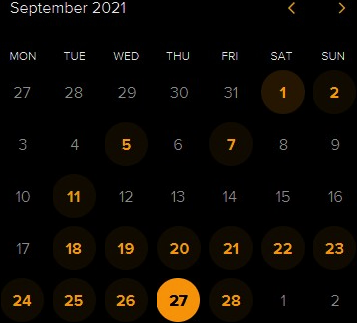 September 2021
MON TUE WED THU FRI SAT SUN
27 28 29 30 31 1 2
3 4 5 6 7 8 9
10 11 12 13 14 15 16
17 18 19 20 21 22 23
24 25 26 27 28 1 2